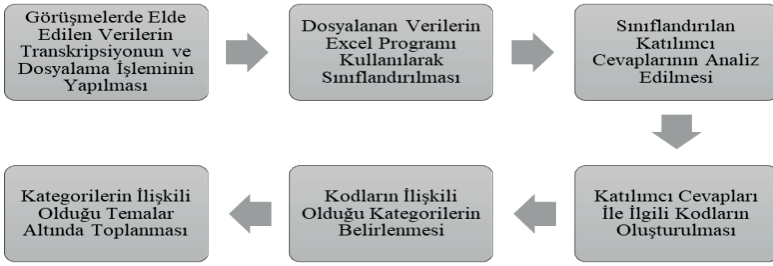 Görüşmelerde Elde
Edilen Verilerin
Transkripsiyonun ve
Dosyalama İşleminin
Yapılması
Dosyalanan Verilerin
Excel Programı
Kullanılarak
Sınıflandırılması
Sınıflandırılan
Katılımcı
Cevaplarının Analiz
Edilmesi
Katılımcı Cevapları
İle İlgili Kodların
Oluşturulması
Kodların İlişkili
Olduğu Kategorilerin
Belirlenmesi
Kategorilerin İlişkili
Olduğu Temalar
Altında Toplanması